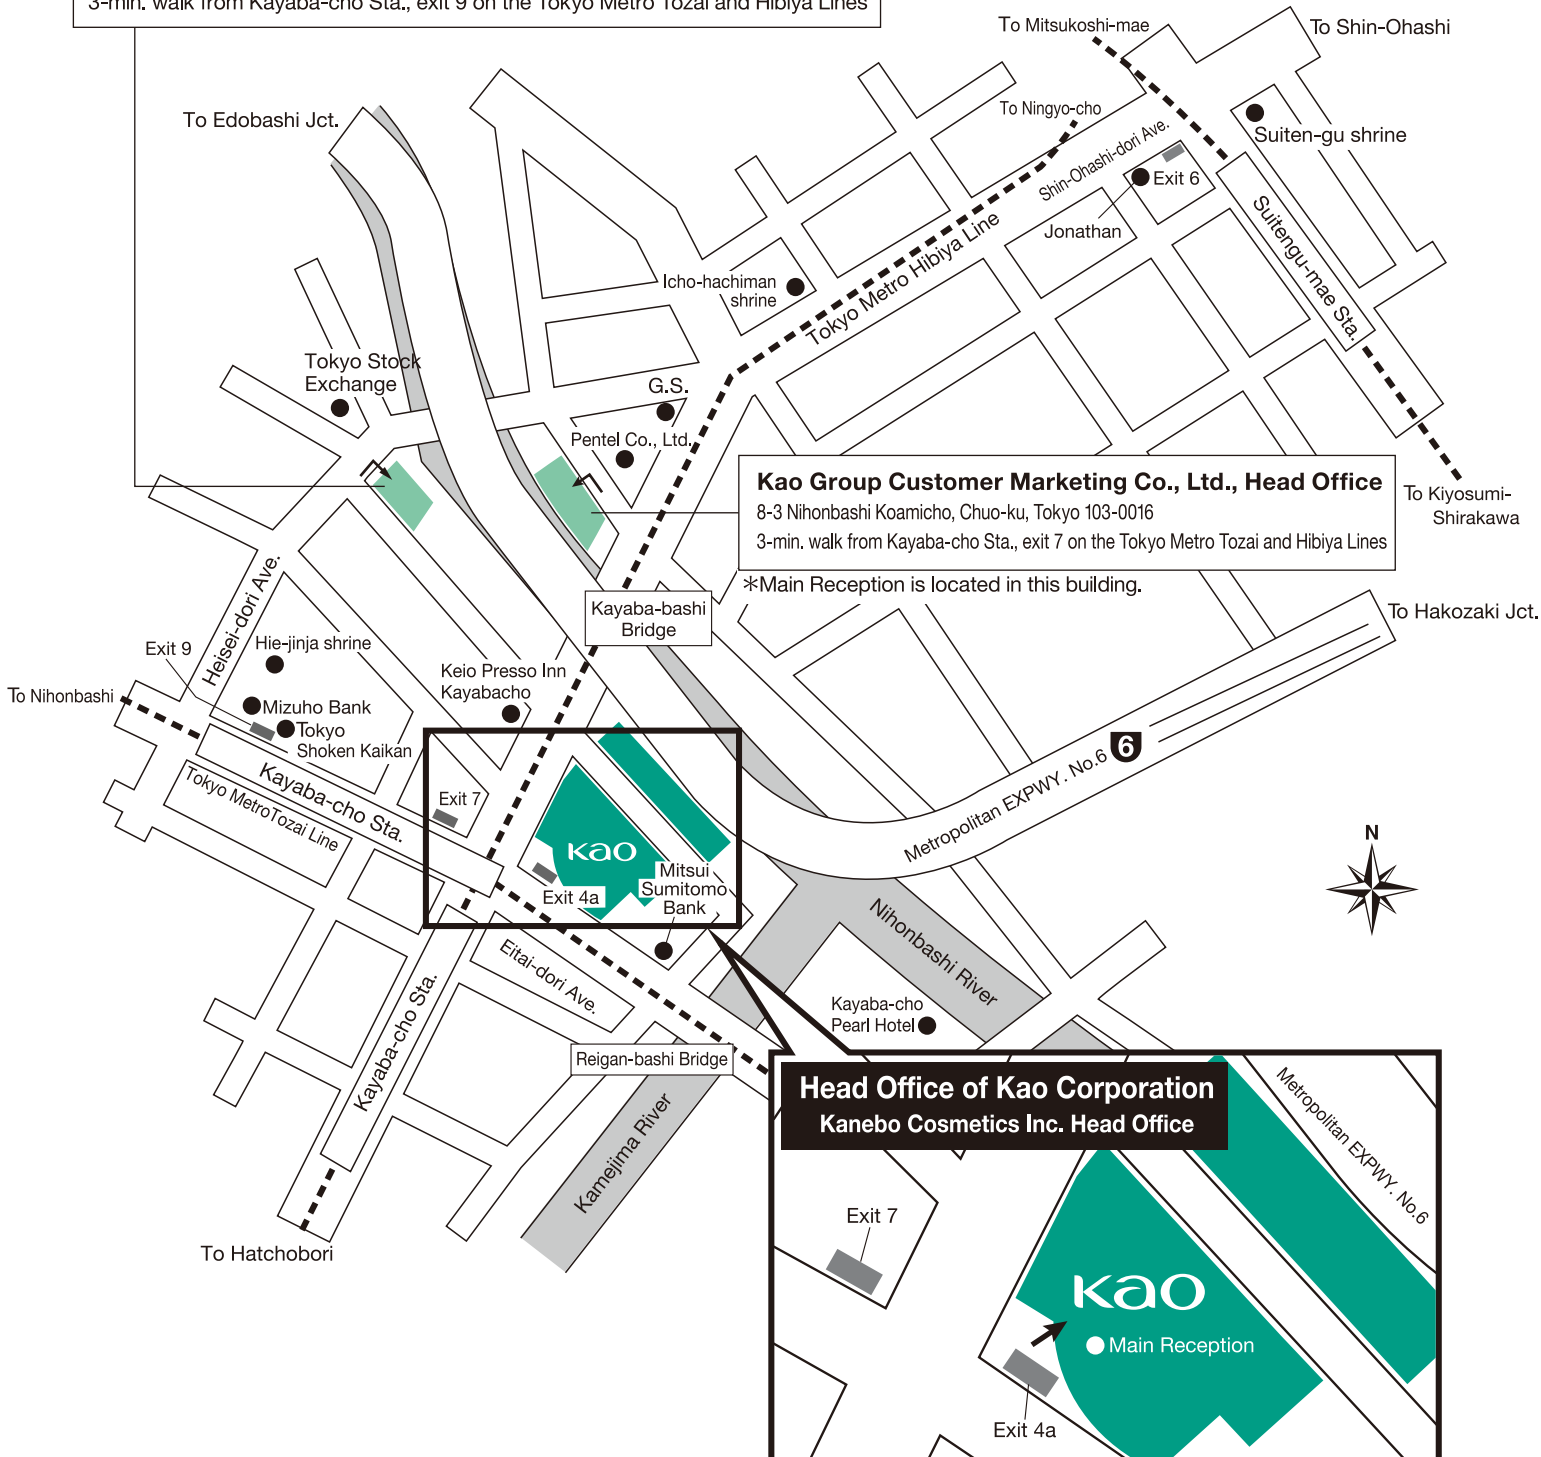 3-min. walk from Kayaba-cho Sta., exit 9 on the Tokyo Metro Tozai and Hibiya Lines
To Mitsukoshi-mae
To Shin-Ohashi
To Edobashi Jct.
To Ningyo-cho
Shin-Ohashi-dori Ave.
Suiten-gu shrine
Exit 6
Jonathan
Suitengu-mae Sta.
Icho-hachiman
shrine
Tokyo Metro Hibiya Line
Tokyo Stock
Exchange
G.S.
Pentel Co., Ltd.
Kao Group Customer Marketing Co., Ltd., Head Office
8-3 Nihonbashi Koamicho, Chuo-ku, Tokyo 103-0016
3-min. walk from Kayaba-cho Sta., exit 7 on the Tokyo Metro Tozai and Hibiya Lines
*Main Reception is located in this building.
To Kiyosumi-
Shirakawa
Kayaba-bashi
Bridge
To Hakozaki Jct.
Heisei-dori Ave.
Exit 9
Hie-jinja shrine
Keio Presso Inn
Kayabacho
To Nihonbashi
Mizuho Bank
Tokyo
Shoken Kaikan
Kayaba-cho Sta.
Tokyo Metro Tozai Line
Exit 7
6
Metropolitan EXPWY. No.6
Kao
Exit 4a
Mitsui
Sumitomo
Bank
N
Nihonbashi River
Eitai-dori Ave.
Kayaba-cho Sta.
Kayaba-cho
Pearl Hotel
Reigan-bashi Bridge
Kamejima River
To Hatchobori
Head Office of Kao Corporation
Kanebo Cosmetics Inc. Head Office
Metropolitan EXPWY. No.6
Exit 7
Kao
Main Reception
Exit 4a